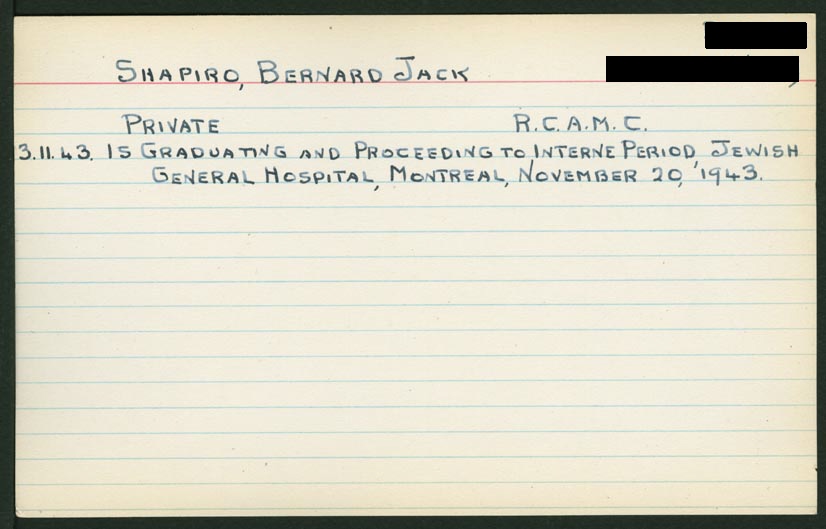 SHAPIRO, BERNARD JACK
PRIVATE R.C.A.M.C.
3.11.43. IS GRADUATING AND PROCEEDING TO INTERNE PERIOD, JEWISH
GENERAL HOSPITAL, MONTREAL, NOVEMBER 20, 1943.